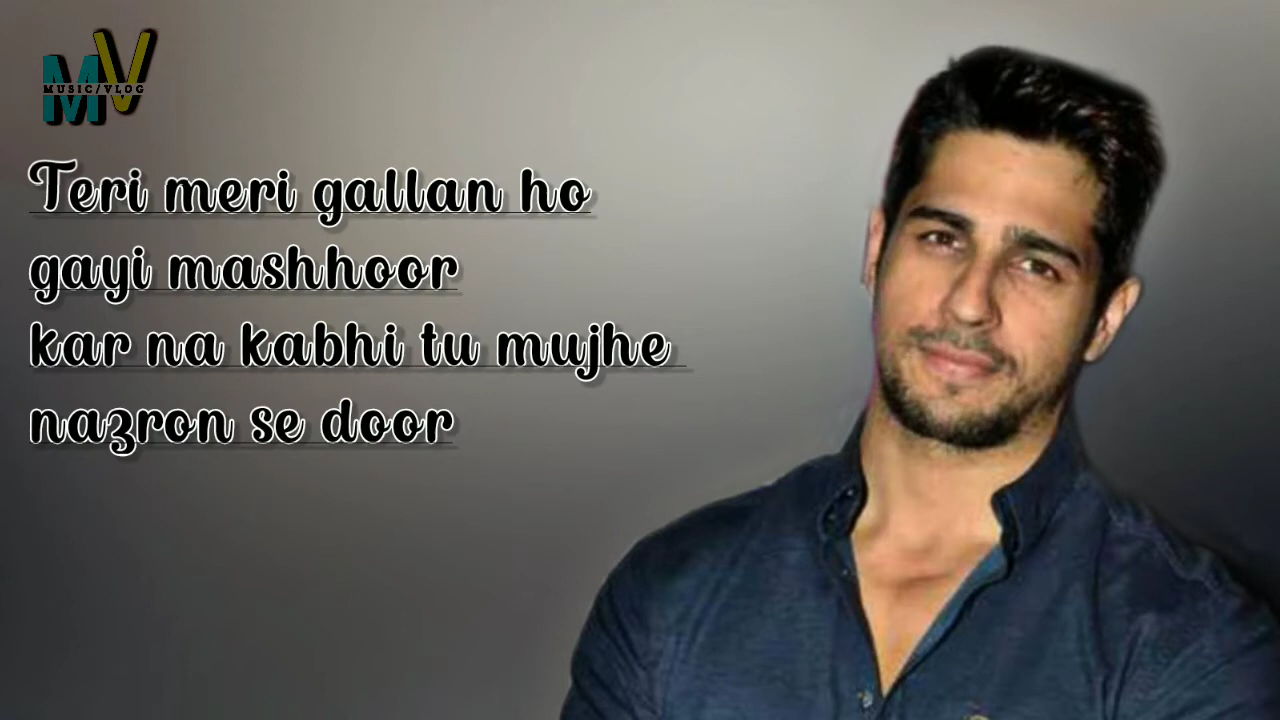 MV
MUSIC/VLOG
Teri meri gallan ho
gayi mashhoor
kar na kabhi tu mujhe
nazron se door